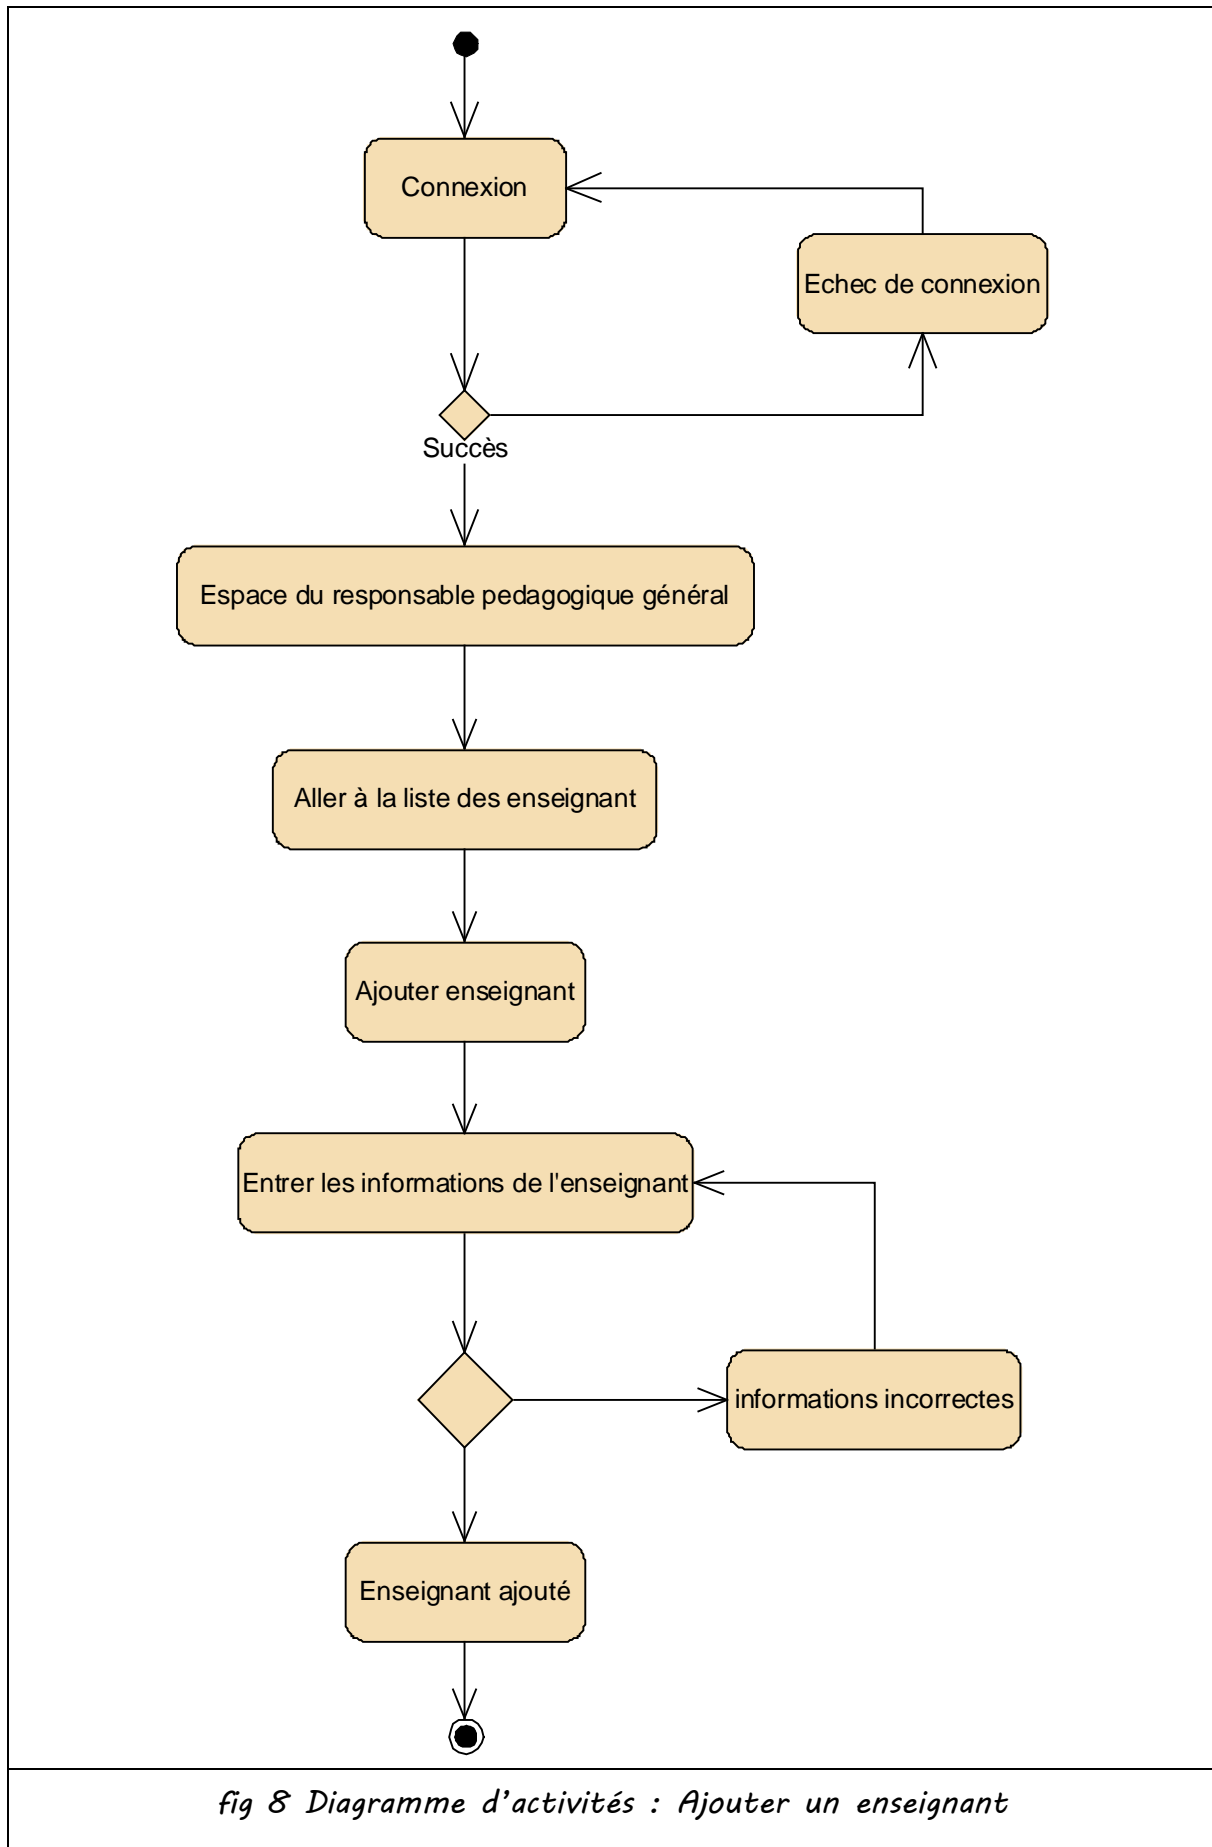 Connexion
Echec de connexion
Succès
Espace du responsable pedagogique général
Aller à la liste des enseignant
Ajouter enseignant
Entrer les informations de l'enseignant
informations incorrectes
Enseignant ajouté
fig 8 Diagramme d'activités : Ajouter un enseignant